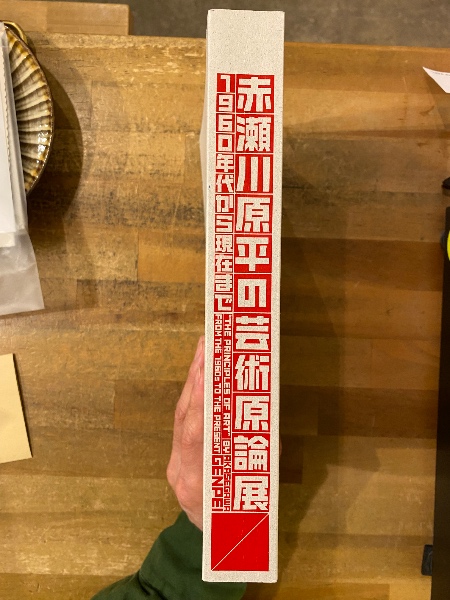 赤瀬川原平の芸術原論展
1960年代から現在まで
THE PRINCIPLES OF ART BY AKASEGAWA GENPEI
FROM THE 1960s TO THE PRESENT